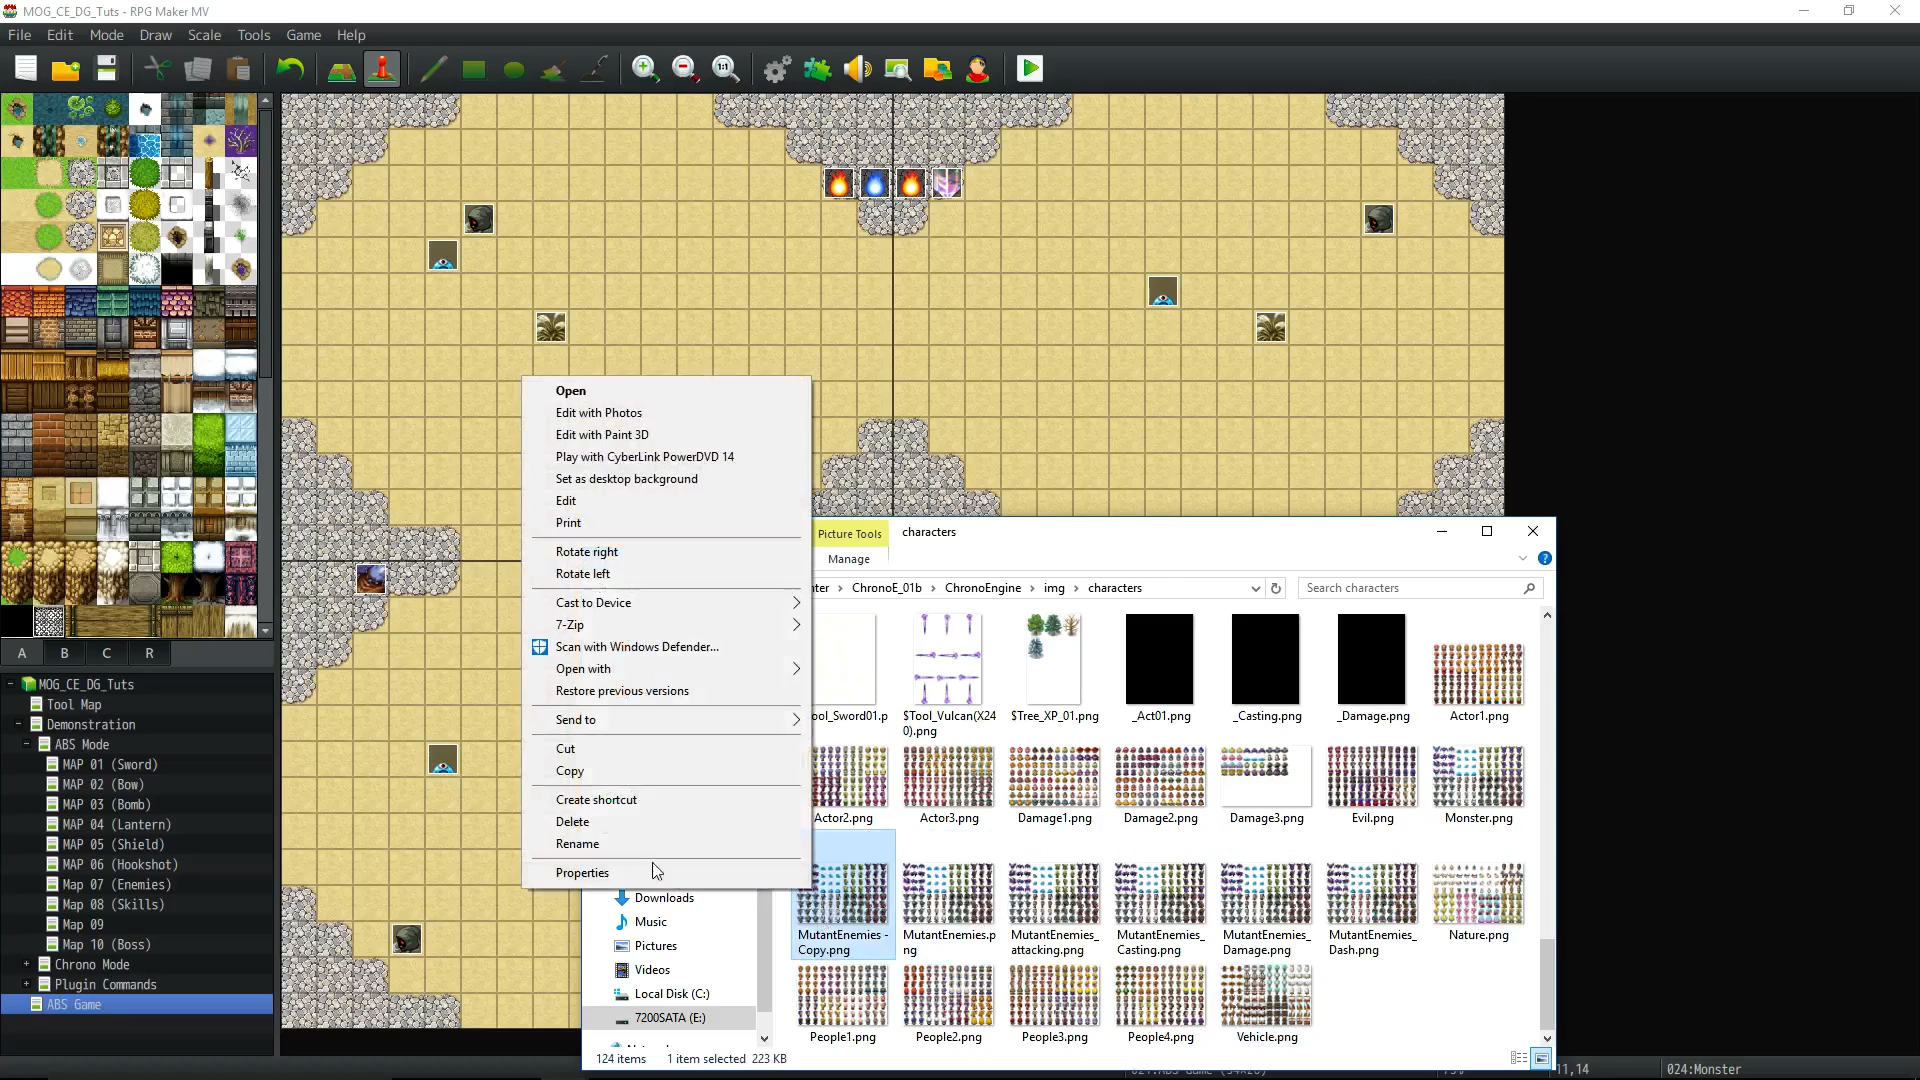 MOG_CE_DG_Tuts - RPG Maker MV
File Edit Mode Draw Scale Tools Game Help
A B C R
MOG_CE_DG_Tuts
Tool Map
Demonstration
ABS Mode
MAP 01 (Sword)
MAP 02 (Bow)
MAP 03 (Bomb)
MAP 04 (Lantern)
MAP 05 (Shield)
MAP 06 (Hookshot)
Map 07 (Enemies)
Map 08 (Skills)
Map 09
Map 10 (Boss)
Chrono Mode
Plugin Commands
ABS Game
Open
Edit with Photos
Edit with Paint 3D
Play with CyberLink PowerDVD 14
Set as desktop background
Edit
Print
Rotate right
Rotate left
Cast to Device
7-Zip
Scan with Windows Defender...
Open with
Restore previous versions
Send to
Cut
Copy
Create shortcut
Delete
Rename
Properties
Picture Tools characters
Manage
ChronoE_01b ChronoEngine img characters Search characters
ool_Sword01.p $Tool_Vulcan(X24 $Tree_XP_01.png _Act01.png _Casting.png _Damage.png Actor1.png
0).png
Actor2.png Actor3.png Damage1.png Damage2.png Damage3.png Evil.png Monster.png
MutantEnemies - MutantEnemies.p MutantEnemies_ MutantEnemies_ MutantEnemies_ MutantEnemies_ Nature.png
Copy.png ng attacking.png Casting.png Damage.png Dash.png
People1.png People2.png People3.png People4.png Vehicle.png
Downloads
Music
Pictures
Videos
Local Disk (C:)
7200SATA (E:)
124 items 1 item selected 223 KB
11,14 024:Monster